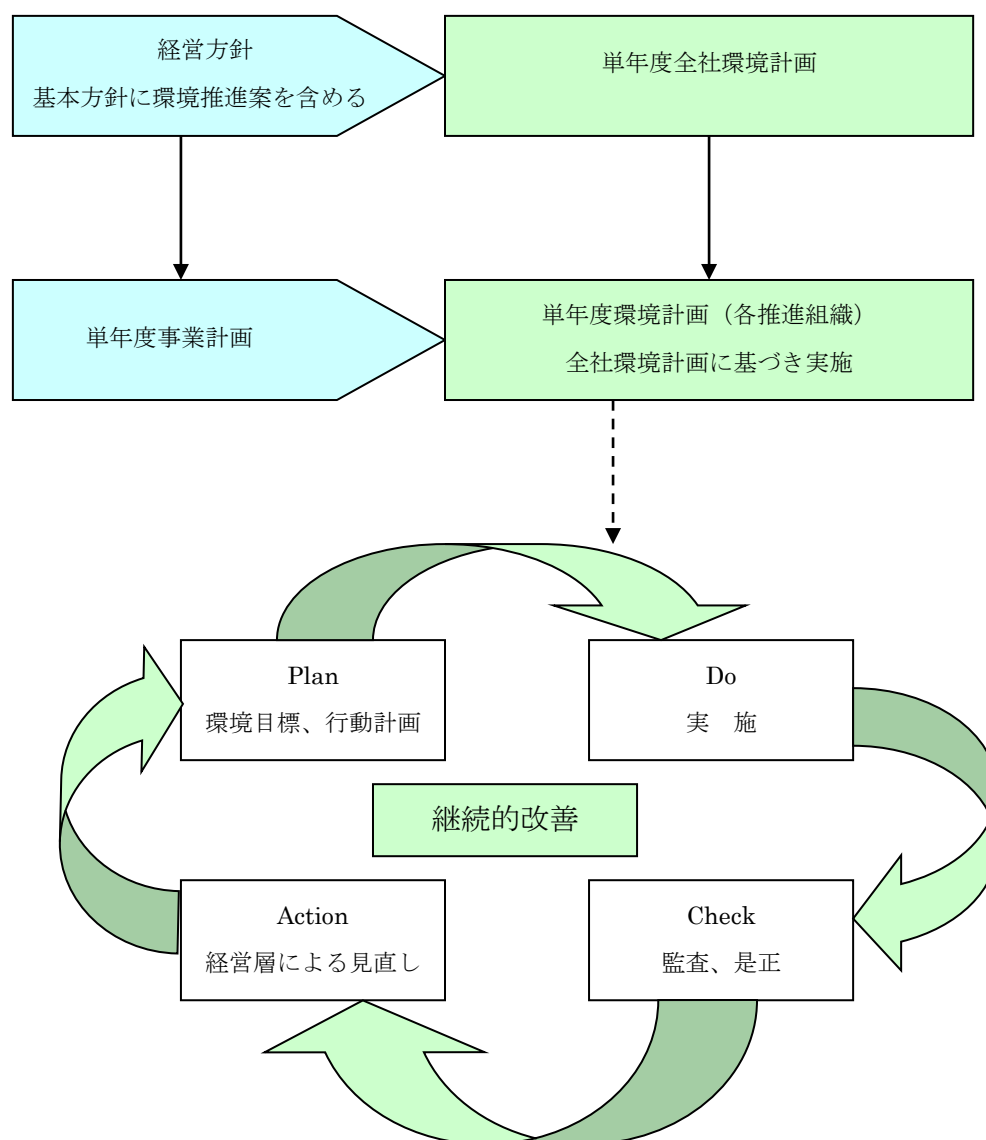 経営方針
基本方針に環境推進案を含める
単年度全社環境計画
単年度事業計画
単年度環境計画（各推進組織）
全社環境計画に基づき実施
Plan
環境目標、行動計画
Do
実　施
継続的改善
Action
経営層による見直し
Check
監査、是正